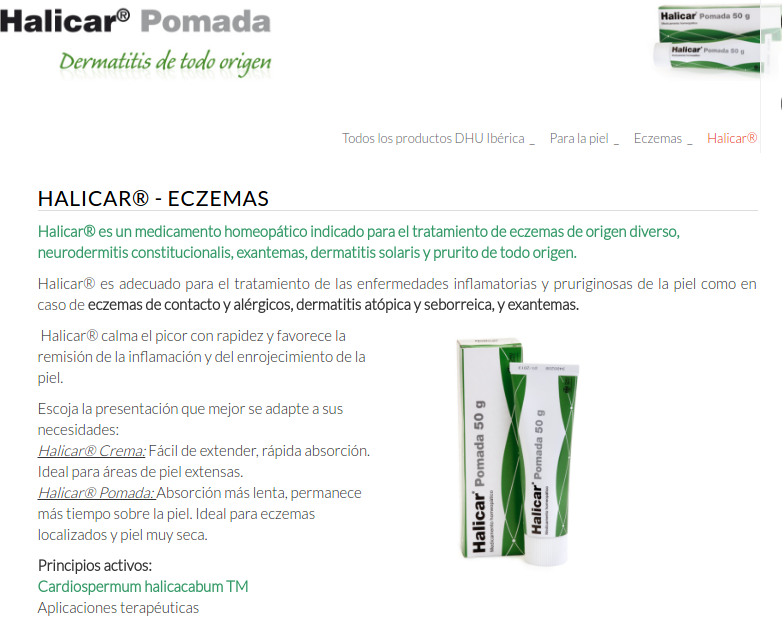 Halicar® Pomada
Dermatitis de todo origen
Halicar® Pomada 50 g
Halicar® Pomada 50 g
Todos los productos DHU Ibérica _ Para la piel _ Eczemas _ Halicar®
HALICAR® - ECZEMAS
Halicar® es un medicamento homeopático indicado para el tratamiento de eczemas de origen diverso,
neurodermitis constitucionalis, exantemas, dermatitis solaris y prurito de todo origen.
Halicar® es adecuado para el tratamiento de las enfermedades inflamatorias y pruriginosas de la piel como en
caso de eczemas de contacto y alérgicos, dermatitis atópica y seborreica, y exantemas.
Halicar® calma el picor con rapidez y favorece la
remisión de la inflamación y del enrojecimiento de la
piel.
Escoja la presentación que mejor se adapte a sus
necesidades:
Halicar® Crema: Fácil de extender, rápida absorción.
Ideal para áreas de piel extensas.
Halicar® Pomada: Absorción más lenta, permanece
más tiempo sobre la piel. Ideal para eczemas
localizados y piel muy seca.
Principios activos:
Cardiospermum halicacabum TM
Aplicaciones terapéuticas
Halicar® Pomada 50 g
Medicamento homeopático
Halicar® Pomada 50 g
Medicamento homeopático